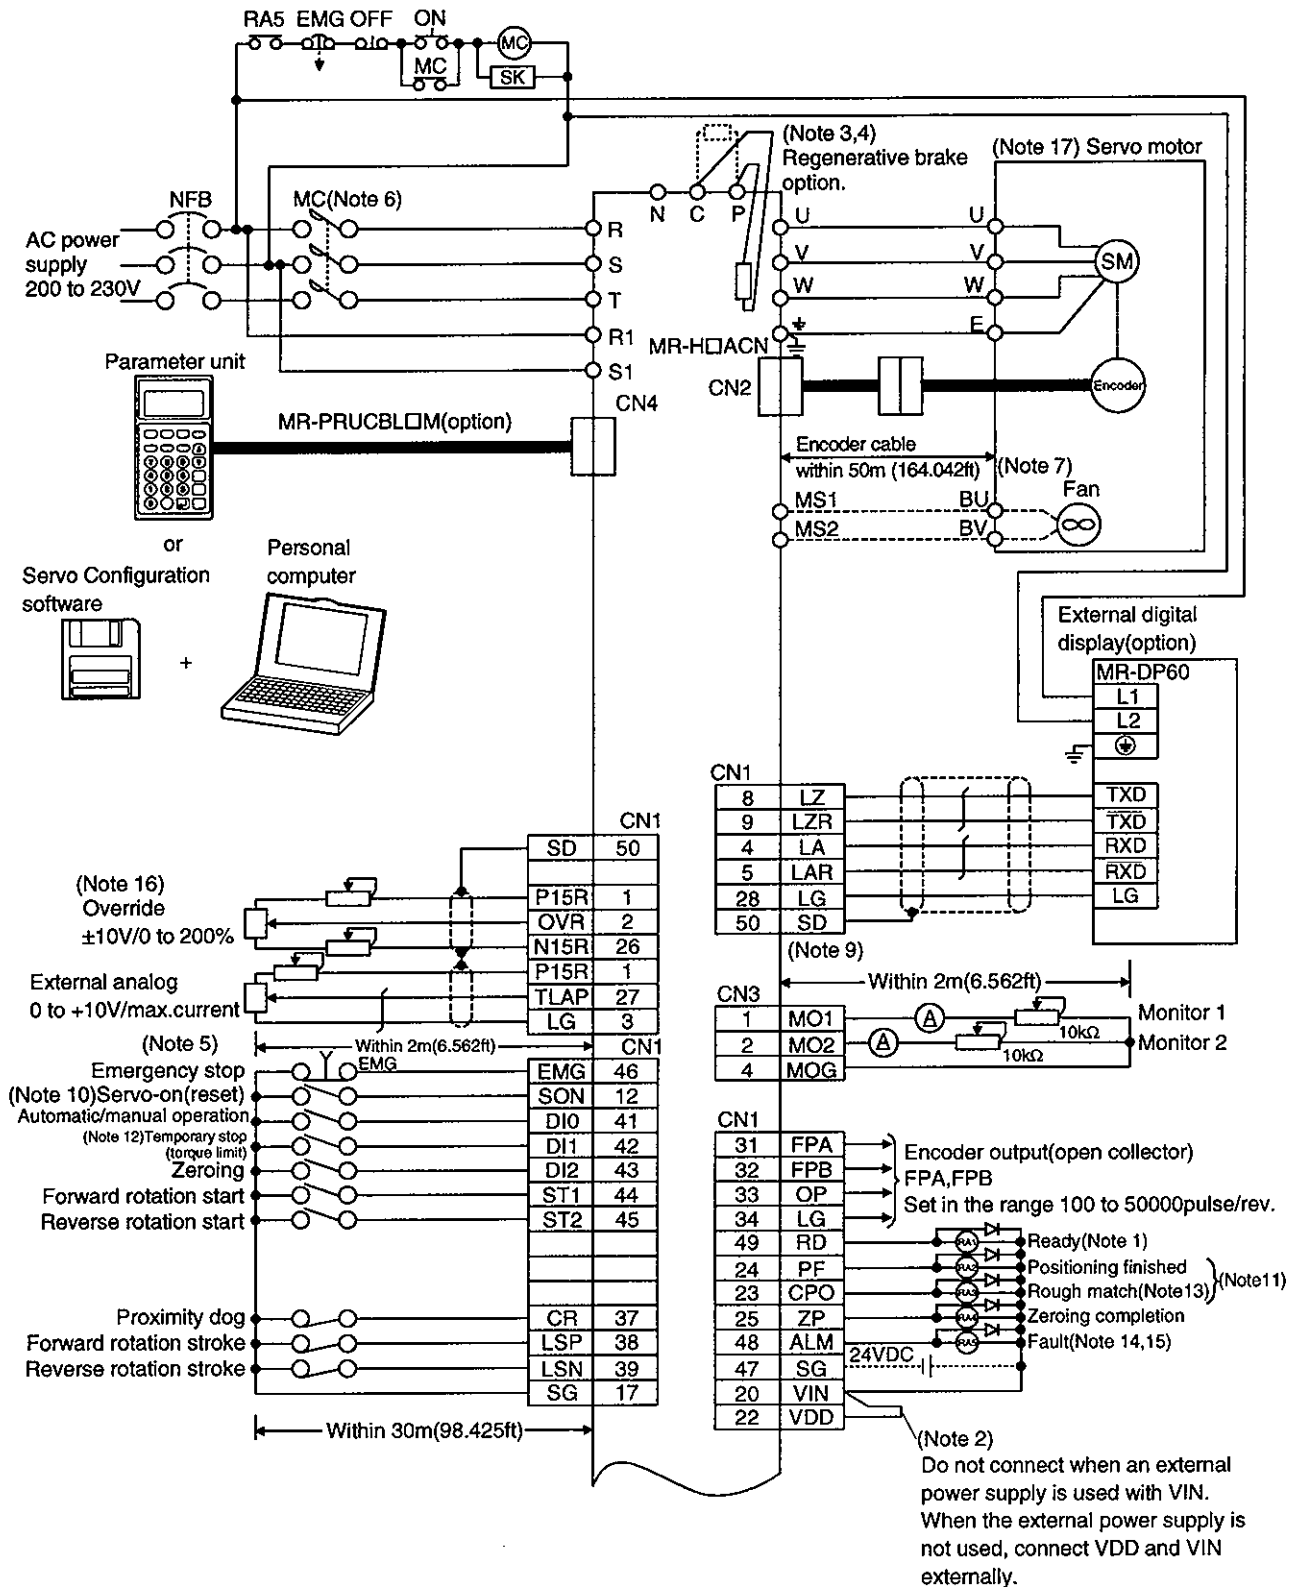 RA5 EMG OFF ON
MC
MC
SK
(Note 3,4)
Regenerative brake
option.
(Note 17) Servo motor
NFB
MC(Note 6)
N C P
AC power
supply
200 to 230V
R
S
T
R1
S1
U
V
W
U
V
W
E
SM
MR-H□ACN
CN2
Encoder
Parameter unit
CN4
MR-PRUCBL□M(option)
Encoder cable
within 50m (164.042ft)
(Note 7)
Fan
MS1
MS2
BU
BV
or
Servo Configuration
software
+
Personal
computer
External digital
display(option)
MR-DP60
L1
L2
TXD
TXD
RXD
RXD
LG
CN1
8 LZ
9 LZR
4 LA
5 LAR
28 LG
50 SD
(Note 9)
CN1
SD 50
P15R 1
OVR 2
N15R 26
P15R 1
TLAP 27
LG 3
(Note 16)
Override
±10V/0 to 200%
External analog
0 to +10V/max.current
Within 2m(6.562ft)
Within 2m(6.562ft)
CN3
1 MO1
2 MO2
4 MOG
A
A
10kΩ
10kΩ
Monitor 1
Monitor 2
(Note 5)
CN1
Emergency stop EMG EMG 46
(Note 10)Servo-on(reset) SON 12
Automatic/manual operation DI0 41
(Note 12)Temporary stop
(torque limit) DI1 42
Zeroing DI2 43
Forward rotation start ST1 44
Reverse rotation start ST2 45
Proximity dog CR 37
Forward rotation stroke LSP 38
Reverse rotation stroke LSN 39
SG 17
Within 30m(98.425ft)
CN1
31 FPA
32 FPB
33 OP
34 LG
49 RD
24 PF
23 CPO
25 ZP
48 ALM
47 SG
20 VIN
22 VDD
Encoder output(open collector)
FPA,FPB
Set in the range 100 to 50000pulse/rev.
RA1 Ready(Note 1)
RA2 Positioning finished
RA3 Rough match(Note13)
(Note11)
RA4 Zeroing completion
RA5 Fault(Note 14,15)
24VDC
(Note 2)
Do not connect when an external
power supply is used with VIN.
When the external power supply is
not used, connect VDD and VIN
externally.